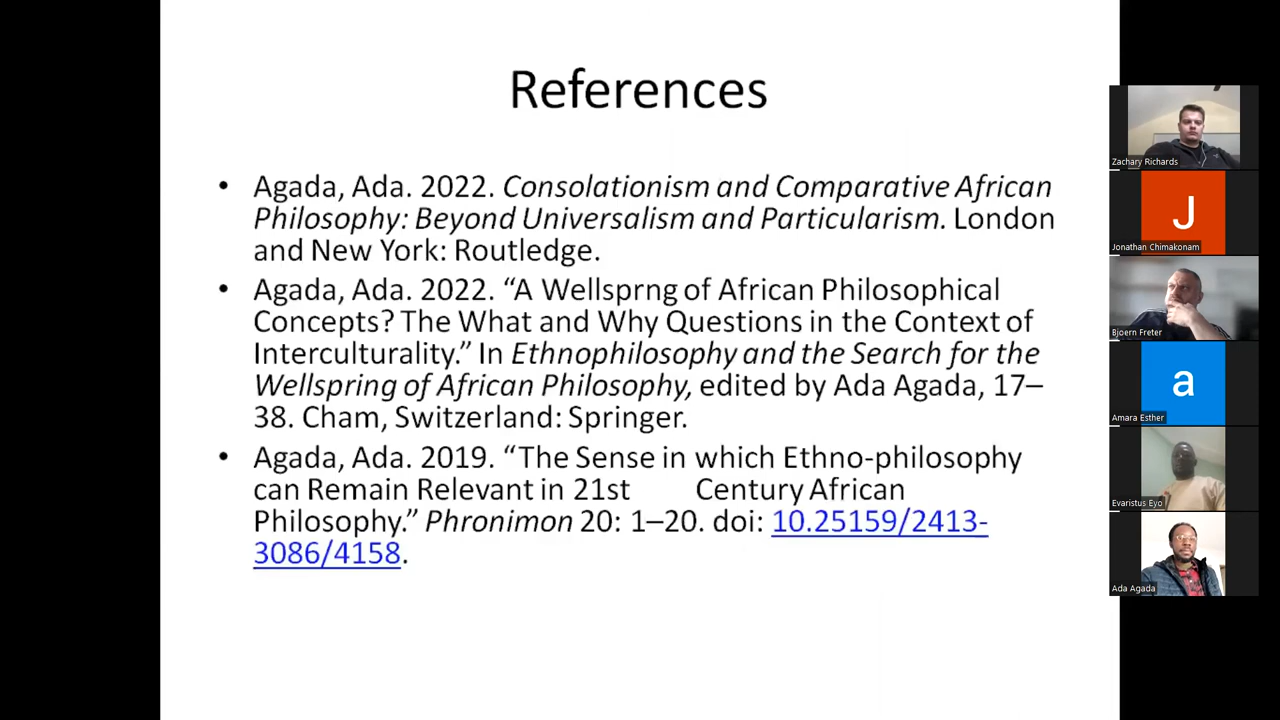 References
• Agada, Ada. 2022. Consolationism and Comparative African
Philosophy: Beyond Universalism and Particularism. London
and New York: Routledge.
• Agada, Ada. 2022. “A Wellsprng of African Philosophical
Concepts? The What and Why Questions in the Context of
Interculturality.” In Ethnophilosophy and the Search for the
Wellspring of African Philosophy, edited by Ada Agada, 17–
38. Cham, Switzerland: Springer.
• Agada, Ada. 2019. “The Sense in which Ethno-philosophy
can Remain Relevant in 21st Century African
Philosophy.” Phronimon 20: 1–20. doi: 10.25159/2413-
3086/4158.
Zachary Richards
J
Jonathan Chimakonam
Bjoern Freter
a
Amara Esther
Evaristus Eyo
Ada Agada